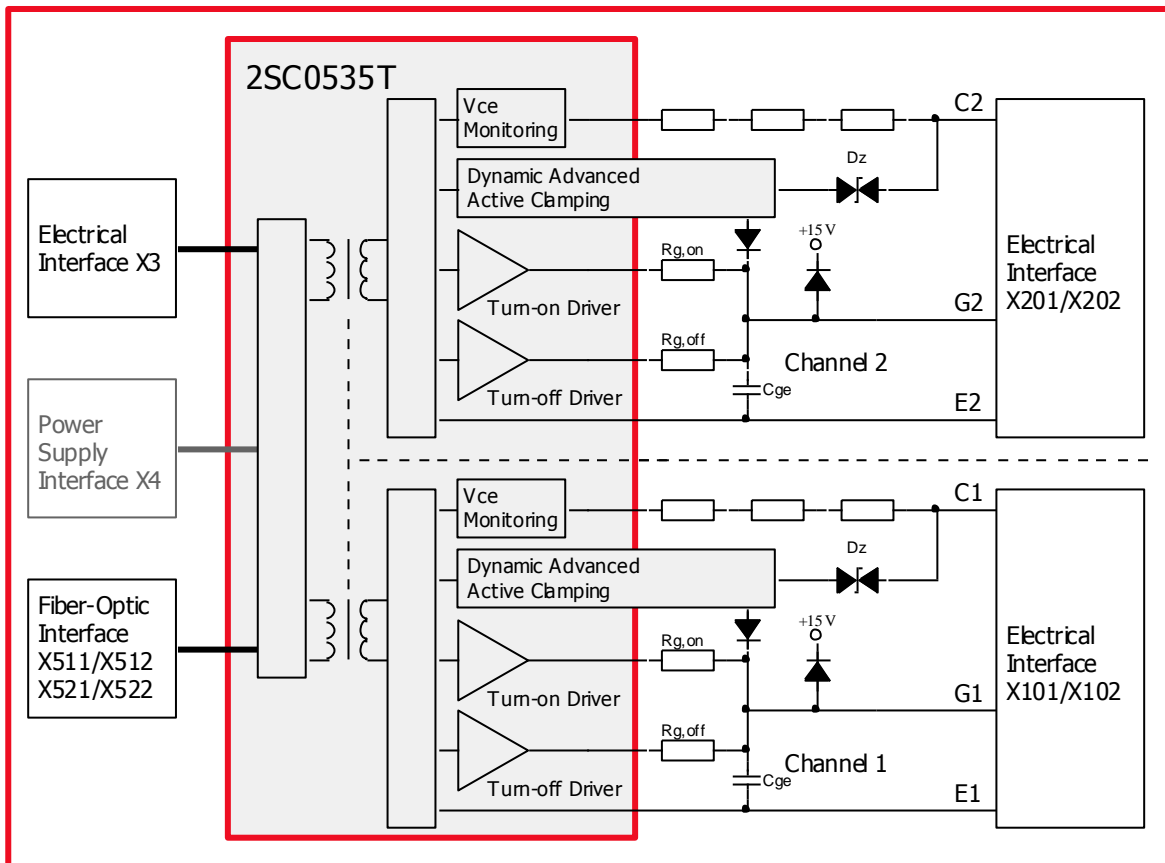 2SC0535T
Electrical
Interface X3
Power
Supply
Interface X4
Fiber-Optic
Interface
X511/X512
X521/X522
Vce
Monitoring
Dynamic Advanced
Active Clamping
Turn-on Driver
Turn-off Driver
Rg,on
Rg,off
Dz
+15V
Cge
Channel 2
C2
G2
E2
Electrical
Interface
X201/X202
Vce
Monitoring
Dynamic Advanced
Active Clamping
Turn-on Driver
Turn-off Driver
Rg,on
Rg,off
Dz
+15V
Cge
Channel 1
C1
G1
E1
Electrical
Interface
X101/X102